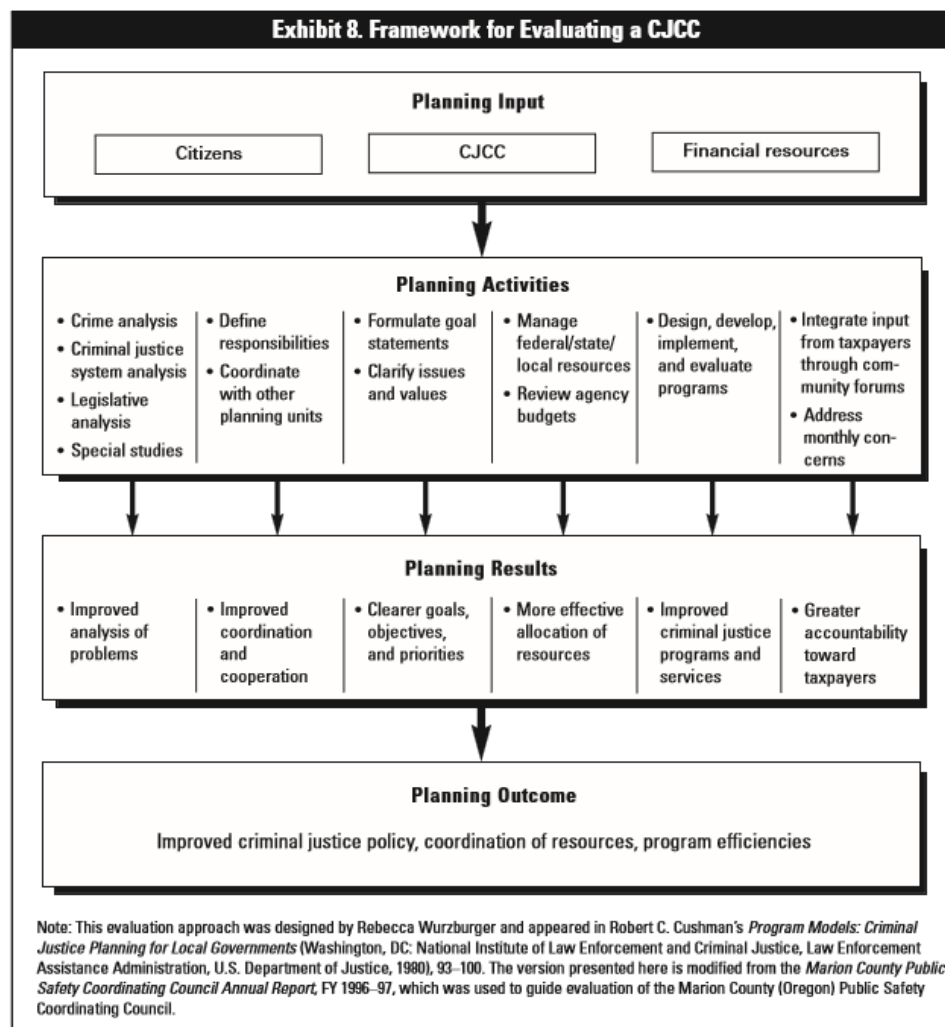 Exhibit 8. Framework for Evaluating a CJCC
Planning Input
Citizens
CJCC
Financial resources
Planning Activities
• Crime analysis
• Criminal justice
system analysis
• Legislative
analysis
• Special studies
• Define
responsibilities
• Coordinate
with other
planning units
• Formulate goal
statements
• Clarify issues
and values
• Manage
federal/state/
local resources
• Review agency
budgets
• Design, develop,
implement,
and evaluate
programs
• Integrate input
from taxpayers
through com-
munity forums
• Address
monthly con-
cerns
Planning Results
• Improved
analysis of
problems
• Improved
coordination
and
cooperation
• Clearer goals,
objectives,
and priorities
• More effective
allocation of
resources
• Improved
criminal justice
programs and
services
• Greater
accountability
toward
taxpayers
Planning Outcome
Improved criminal justice policy, coordination of resources, program efficiencies
Note: This evaluation approach was designed by Rebecca Wurzburger and appeared in Robert C. Cushman's Program Models: Criminal
Justice Planning for Local Governments (Washington, DC: National Institute of Law Enforcement and Criminal Justice, Law Enforcement
Assistance Administration, U.S. Department of Justice, 1980), 93–100. The version presented here is modified from the Marion County Public
Safety Coordinating Council Annual Report, FY 1996–97, which was used to guide evaluation of the Marion County (Oregon) Public Safety
Coordinating Council.